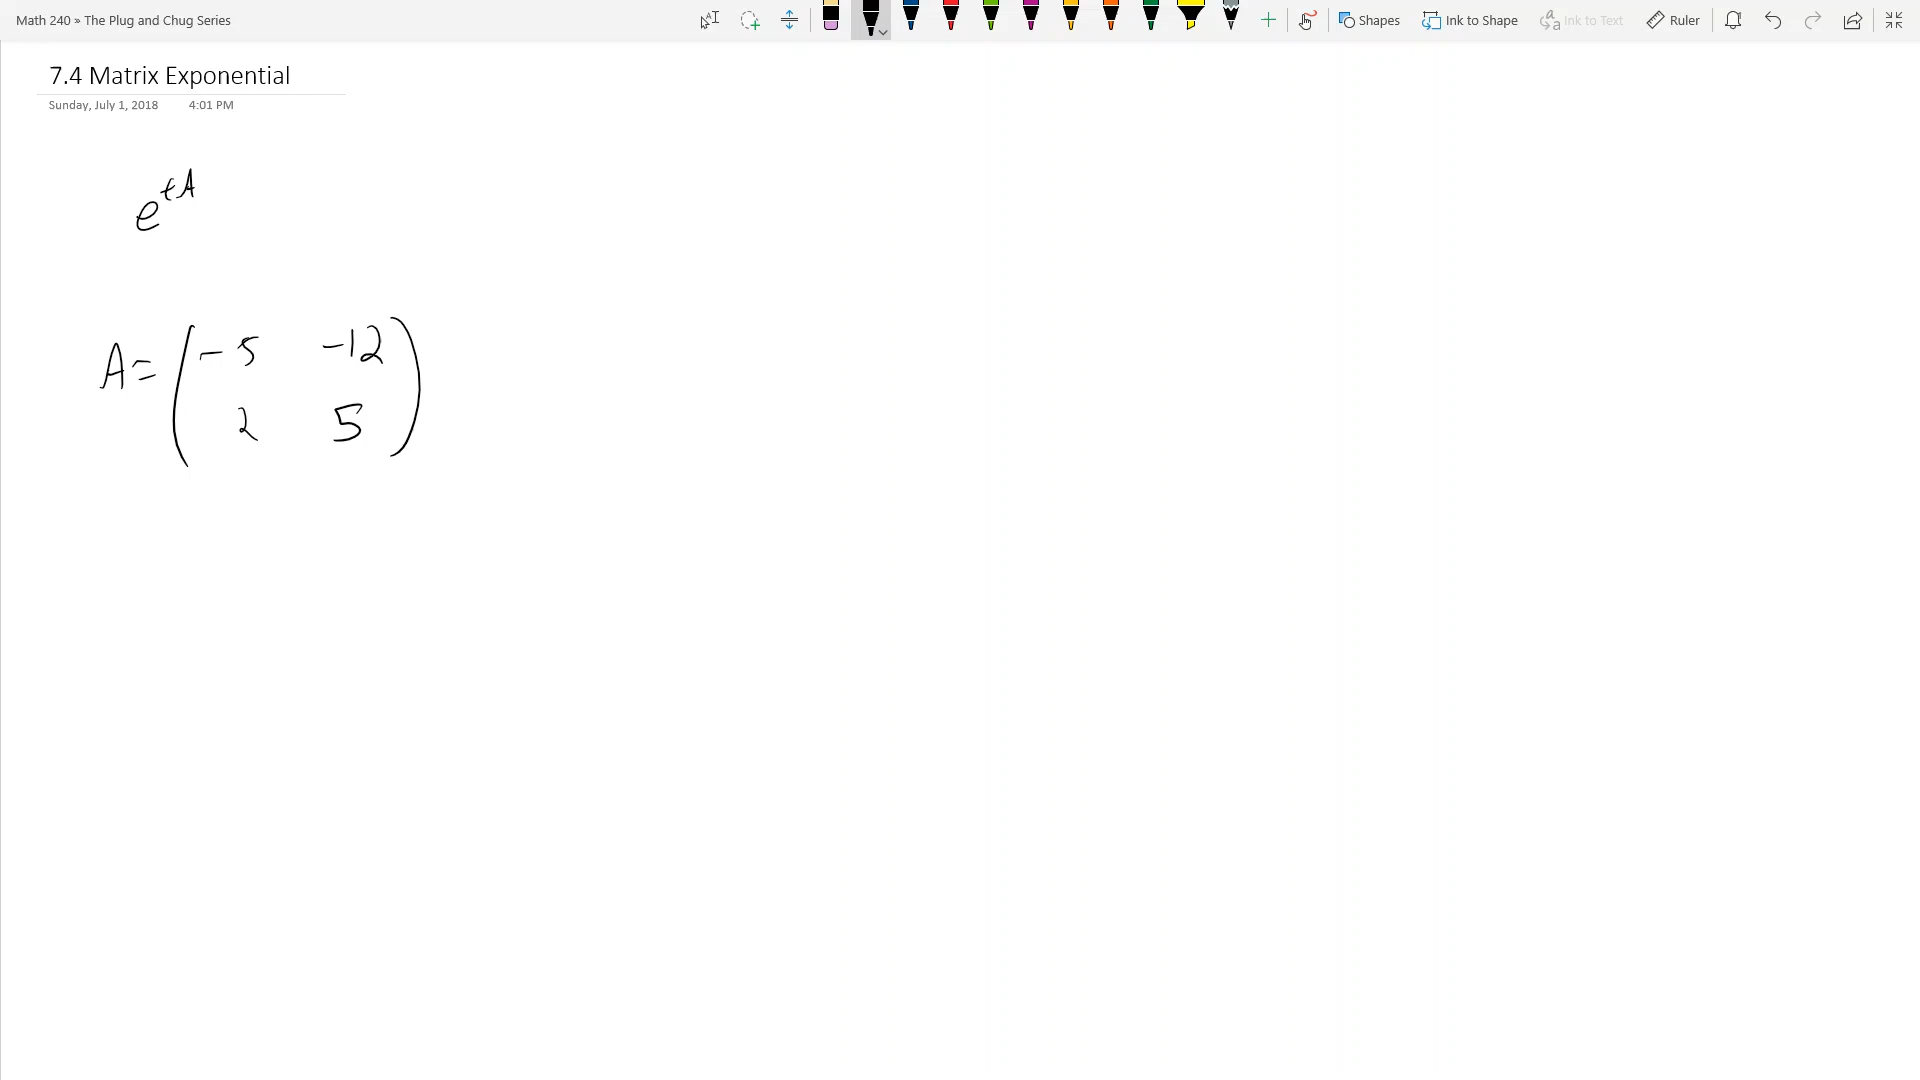 Math 240 » The Plug and Chug Series
Shapes
Ink to Shape
Ink to Text
Ruler
7.4 Matrix Exponential
Sunday, July 1, 2018 4:01 PM
e^{tA}
A = ( -5 -12
2 5 )